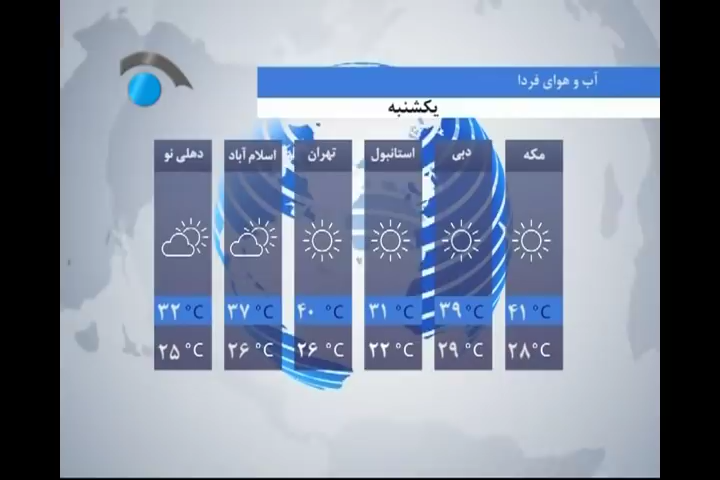 آب و هوای فردا
یکشنبه
مکه دبی استانبول تهران اسلام آباد دهلی نو
۴۱ °C ۳۹ °C ۳۱ °C ۴۰ °C ۳۷ °C ۳۲ °C
۲۸ °C ۲۹ °C ۲۲ °C ۲۶ °C ۲۶ °C ۲۵ °C